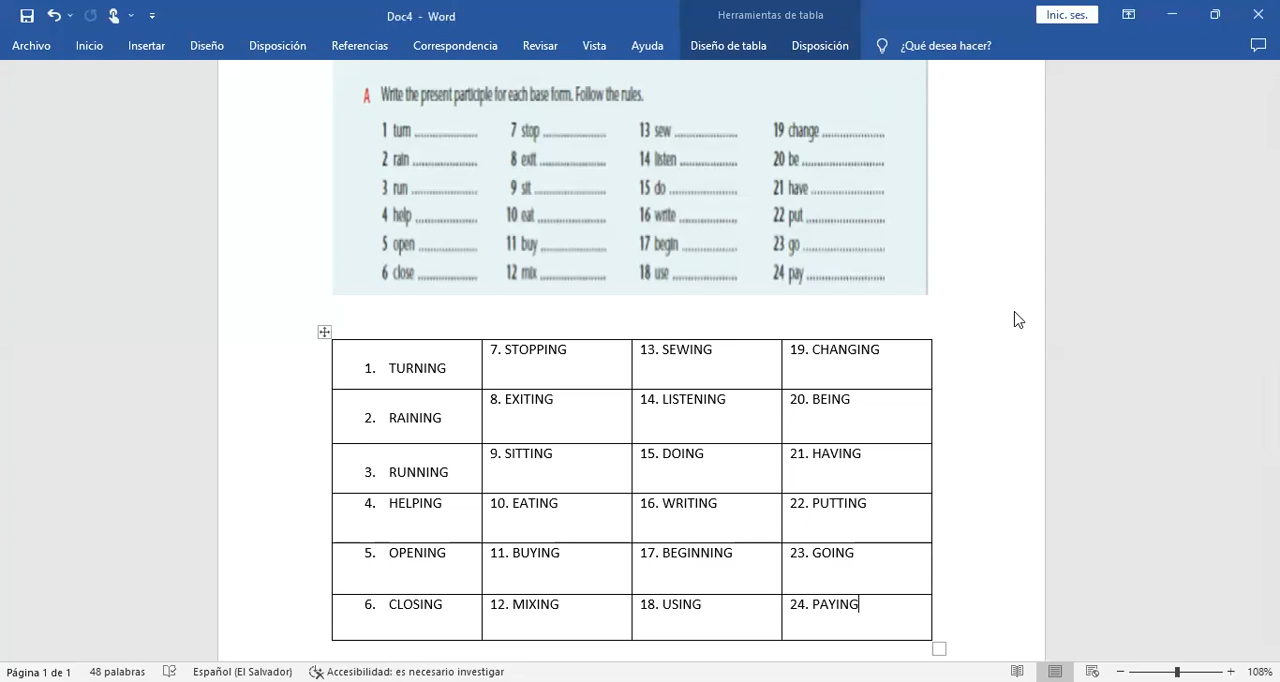 Doc4 - Word
Herramientas de tabla
Inic. ses.
Archivo Inicio Insertar Diseño Disposición Referencias Correspondencia Revisar Vista Ayuda Diseño de tabla Disposición ¿Qué desea hacer?
A Write the present participle for each base form. Follow the rules.
1 turn .............. 7 stop .............. 13 sew .............. 19 change ..............
2 rain .............. 8 exit .............. 14 listen .............. 20 be ..............
3 run .............. 9 sit .............. 15 do .............. 21 have ..............
4 help .............. 10 eat .............. 16 write .............. 22 put ..............
5 open .............. 11 buy .............. 17 begin .............. 23 go ..............
6 close .............. 12 mix .............. 18 use .............. 24 pay ..............
1. TURNING 7. STOPPING 13. SEWING 19. CHANGING
2. RAINING 8. EXITING 14. LISTENING 20. BEING
3. RUNNING 9. SITTING 15. DOING 21. HAVING
4. HELPING 10. EATING 16. WRITING 22. PUTTING
5. OPENING 11. BUYING 17. BEGINNING 23. GOING
6. CLOSING 12. MIXING 18. USING 24. PAYING
Página 1 de 1 48 palabras Español (El Salvador) Accesibilidad: es necesario investigar 108%